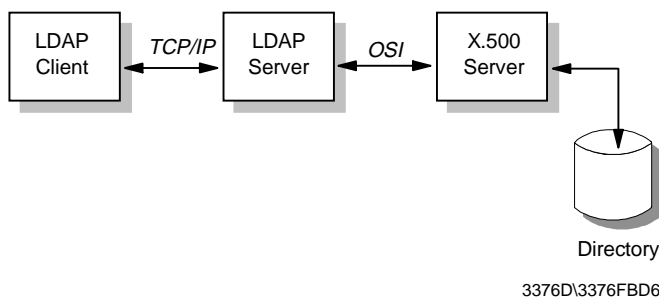 LDAP
Client
TCP/IP
LDAP
Server
OSI
X.500
Server
Directory
3376D\3376FBD6